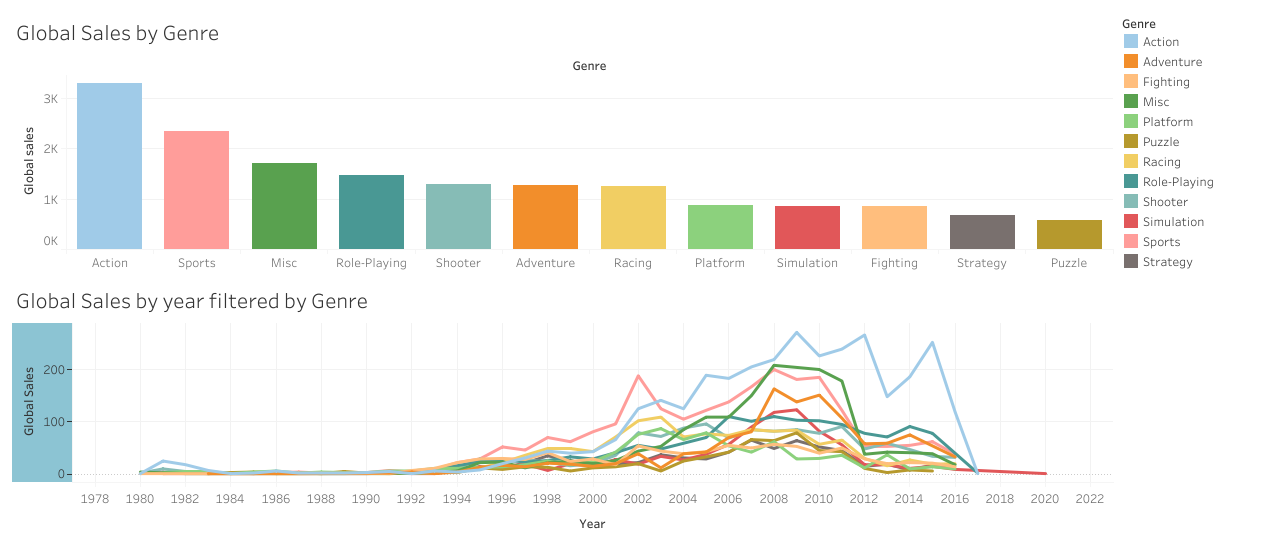 Global Sales by Genre
Genre
Global sales
3K
2K
1K
0K
Action
Sports
Misc
Role-Playing
Shooter
Adventure
Racing
Platform
Simulation
Fighting
Strategy
Puzzle
Genre
Action
Adventure
Fighting
Misc
Platform
Puzzle
Racing
Role-Playing
Shooter
Simulation
Sports
Strategy
Global Sales by year filtered by Genre
Global Sales
200
100
0
1978
1980
1982
1984
1986
1988
1990
1992
1994
1996
1998
2000
2002
2004
2006
2008
2010
2012
2014
2016
2018
2020
2022
Year